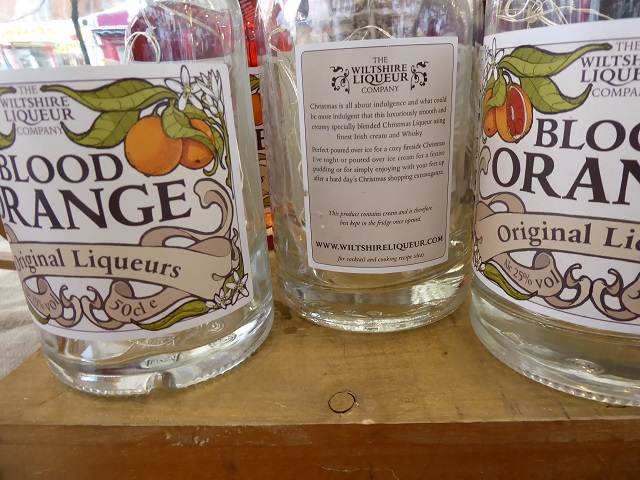 THE
WILTSHIRE
LIQUEUR
COMPANY
BLOOD
ORANGE
Original Liqueurs
vol
50cl e
THE
WILTSHIRE
LIQUEUR
COMPANY
Christmas is all about indulgence and what could
be more indulgent than this luxuriously smooth and
creamy specially blended Christmas Liqueur using
finest Irish cream and Whisky.
Perfect poured over ice for a cozy fireside Christmas
Eve night or poured over ice cream for a festive
pudding or for simply enjoying with your feet up
after a hard day's Christmas shopping extravaganza.
This product contains cream and is therefore
best kept in the fridge once opened.
WWW.WILTSHIRELIQUEUR.COM
for cocktail and cooking recipe ideas
THE
WILTSHIRE
LIQUEUR
COMPANY
BLOO
ORAN
Original Li
Alc 25% vol